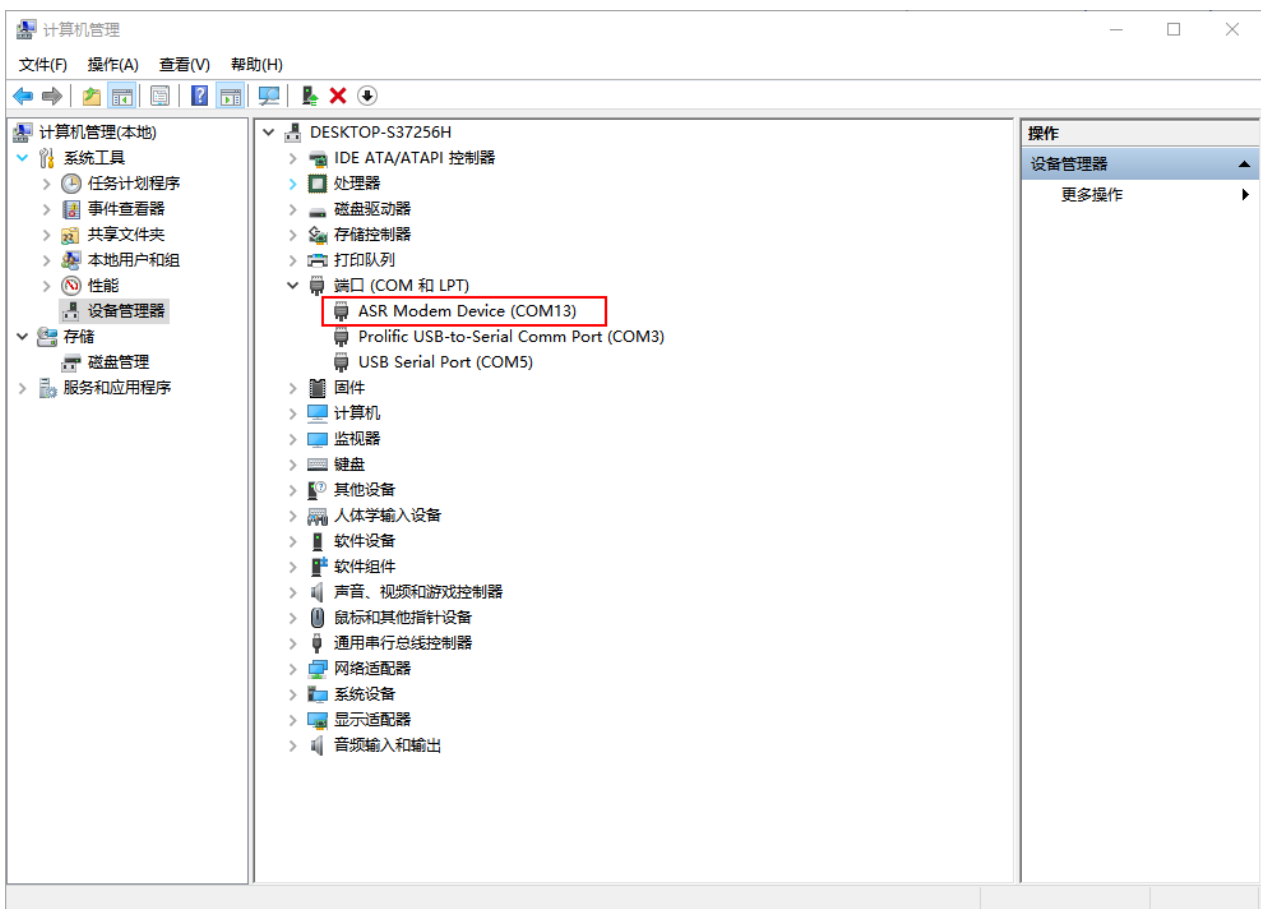 计算机管理
文件(F) 操作(A) 查看(V) 帮助(H)
计算机管理(本地)
系统工具
任务计划程序
事件查看器
共享文件夹
本地用户和组
性能
设备管理器
存储
磁盘管理
服务和应用程序
DESKTOP-S37256H
IDE ATA/ATAPI 控制器
处理器
磁盘驱动器
存储控制器
打印队列
端口 (COM 和 LPT)
ASR Modem Device (COM13)
Prolific USB-to-Serial Comm Port (COM3)
USB Serial Port (COM5)
固件
计算机
监视器
键盘
其他设备
人体学输入设备
软件设备
软件组件
声音、视频和游戏控制器
鼠标和其他指针设备
通用串行总线控制器
网络适配器
系统设备
显示适配器
音频输入和输出
操作
设备管理器
更多操作